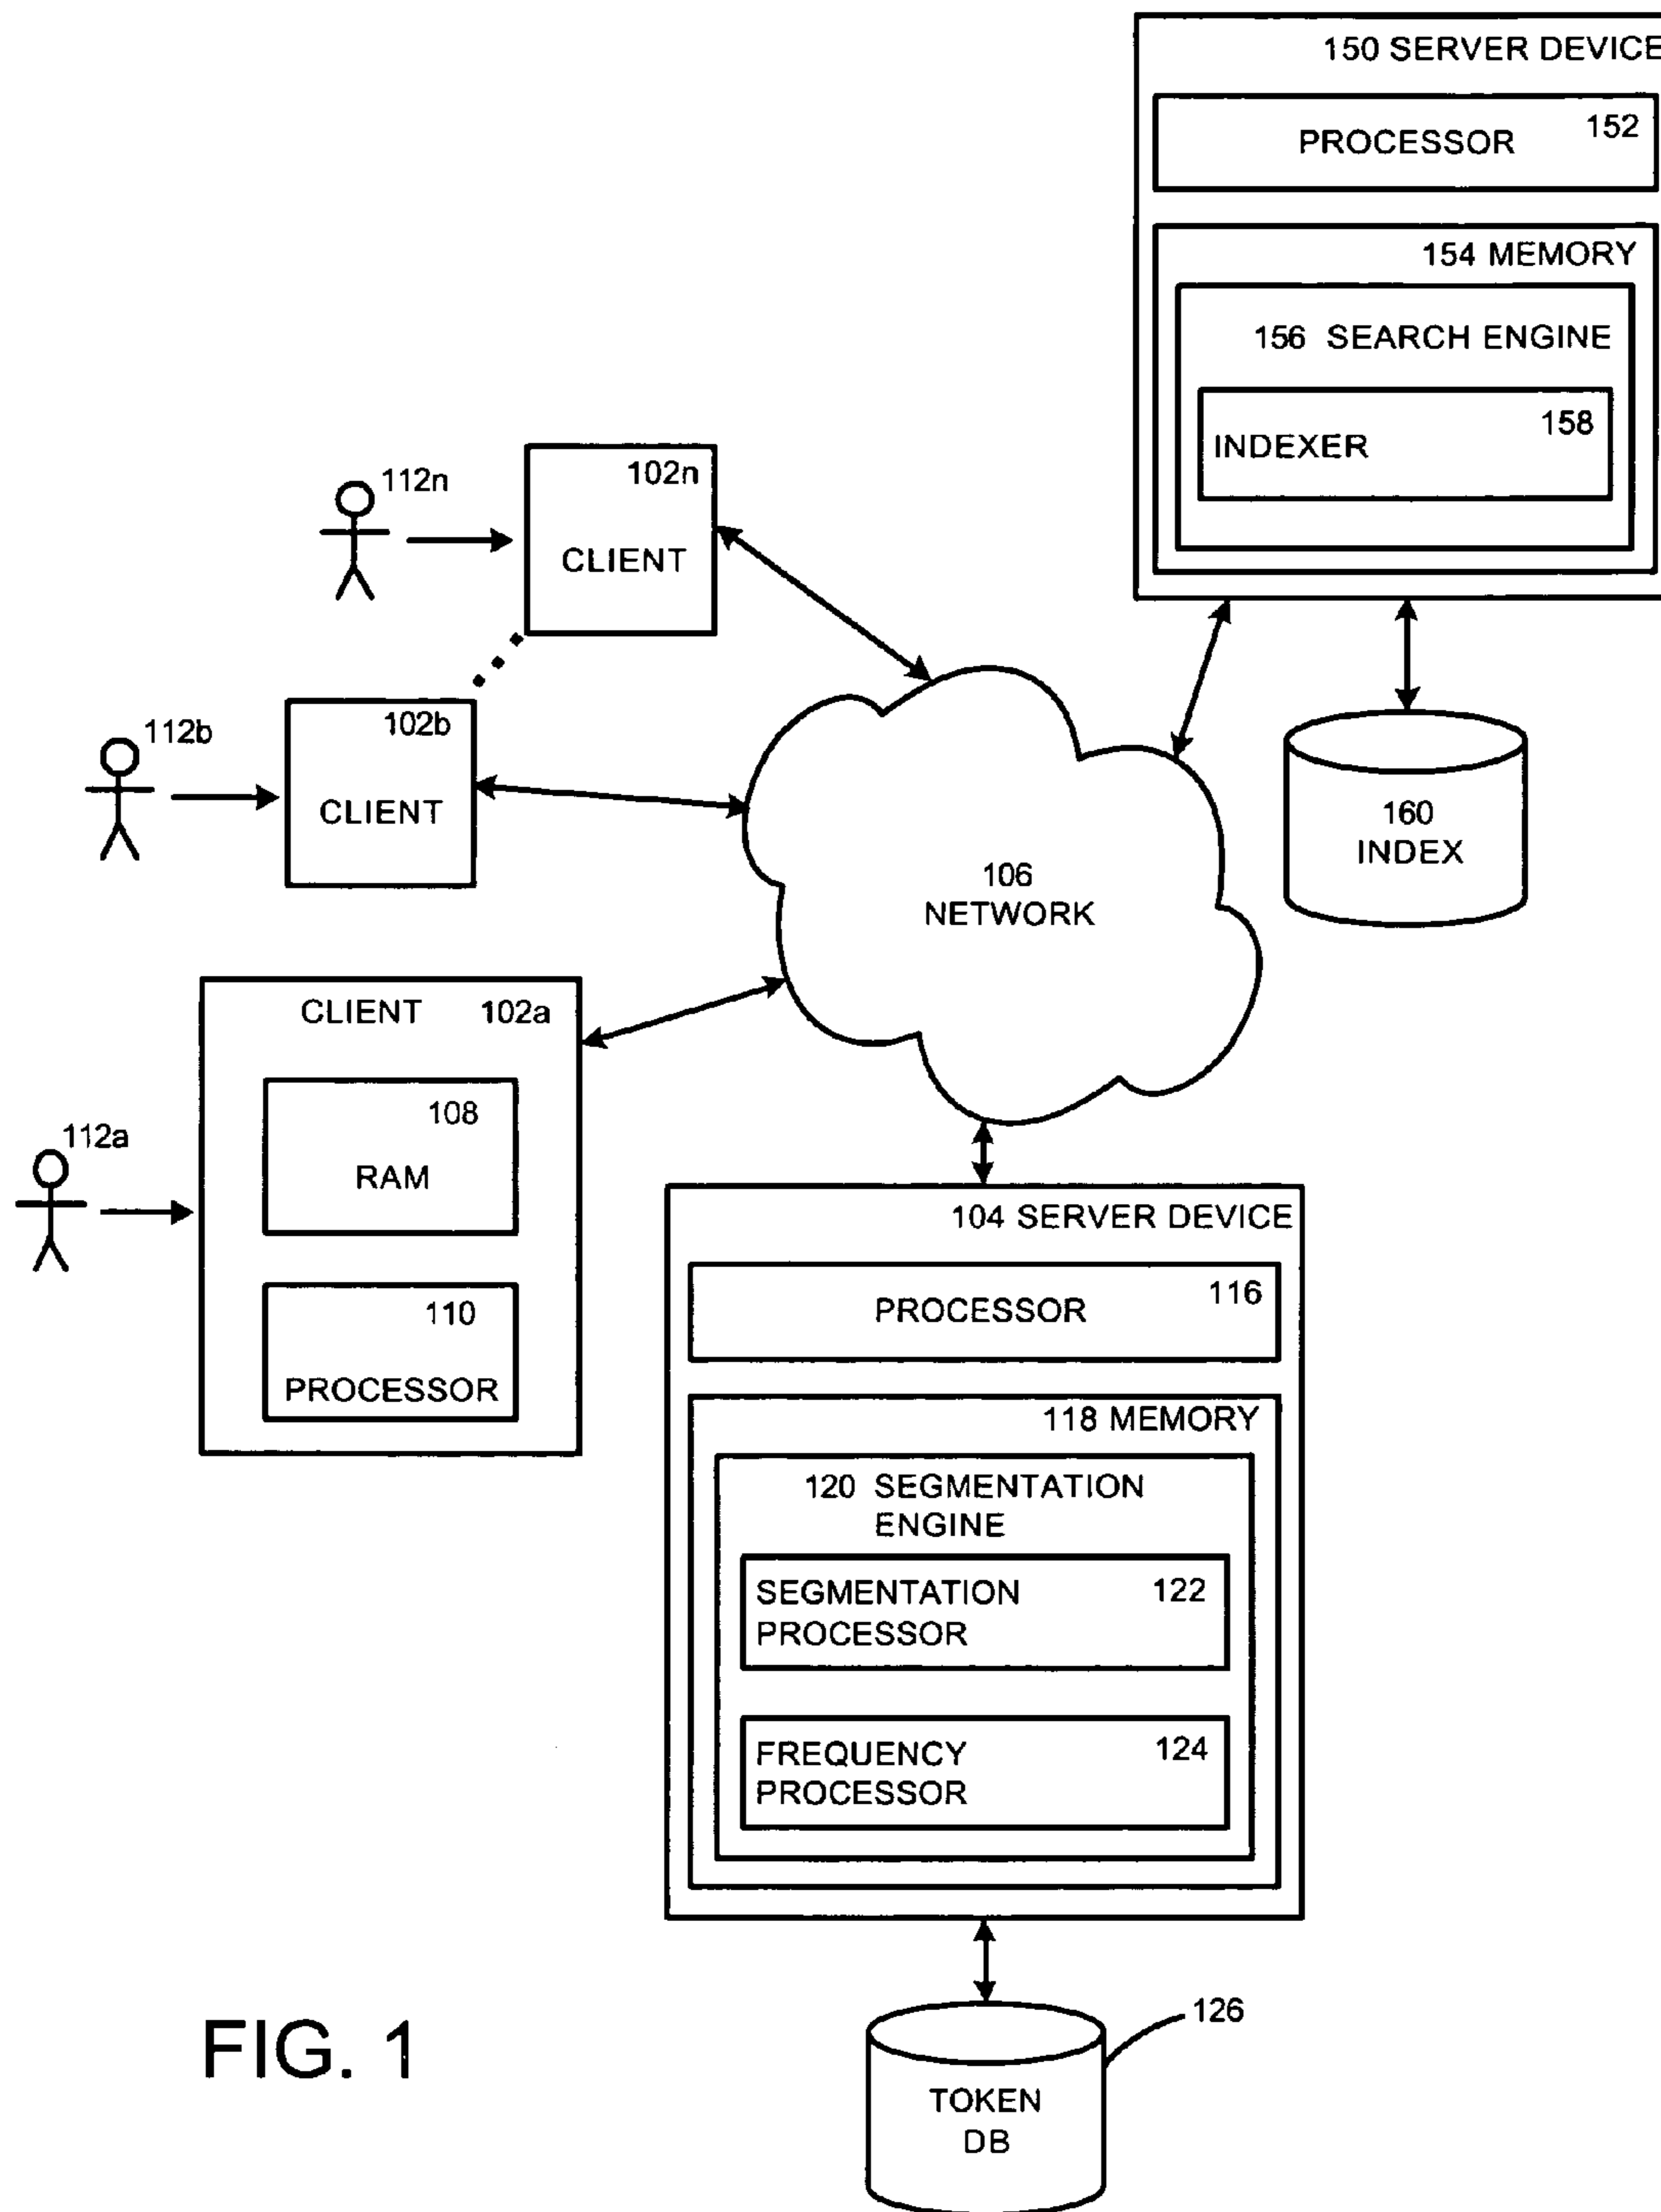 150 SERVER DEVICE
PROCESSOR 152
154 MEMORY
156 SEARCH ENGINE
INDEXER 158
112n
102n
CLIENT
112b
102b
CLIENT
160
INDEX
106
NETWORK
CLIENT 102a
108
RAM
112a
110
PROCESSOR
104 SERVER DEVICE
PROCESSOR 116
118 MEMORY
120 SEGMENTATION
ENGINE
SEGMENTATION 122
PROCESSOR
FREQUENCY 124
PROCESSOR
126
TOKEN
DB
FIG. 1